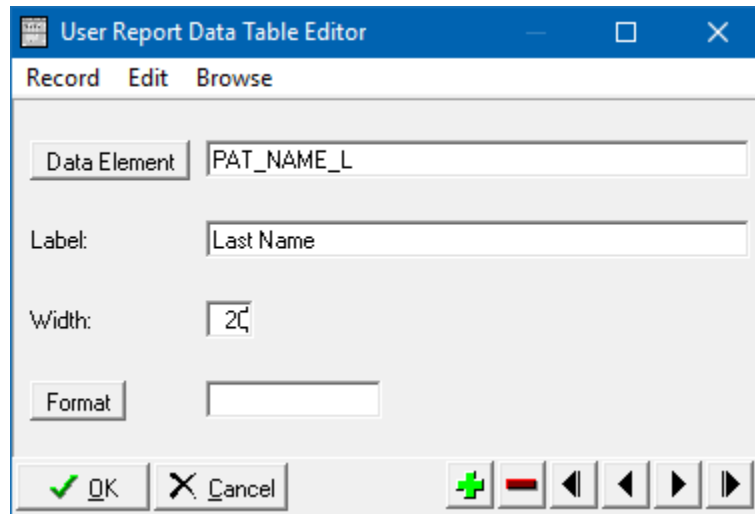 User Report Data Table Editor
Record Edit Browse
Data Element PAT_NAME_L
Label: Last Name
Width: 20
Format
OK Cancel